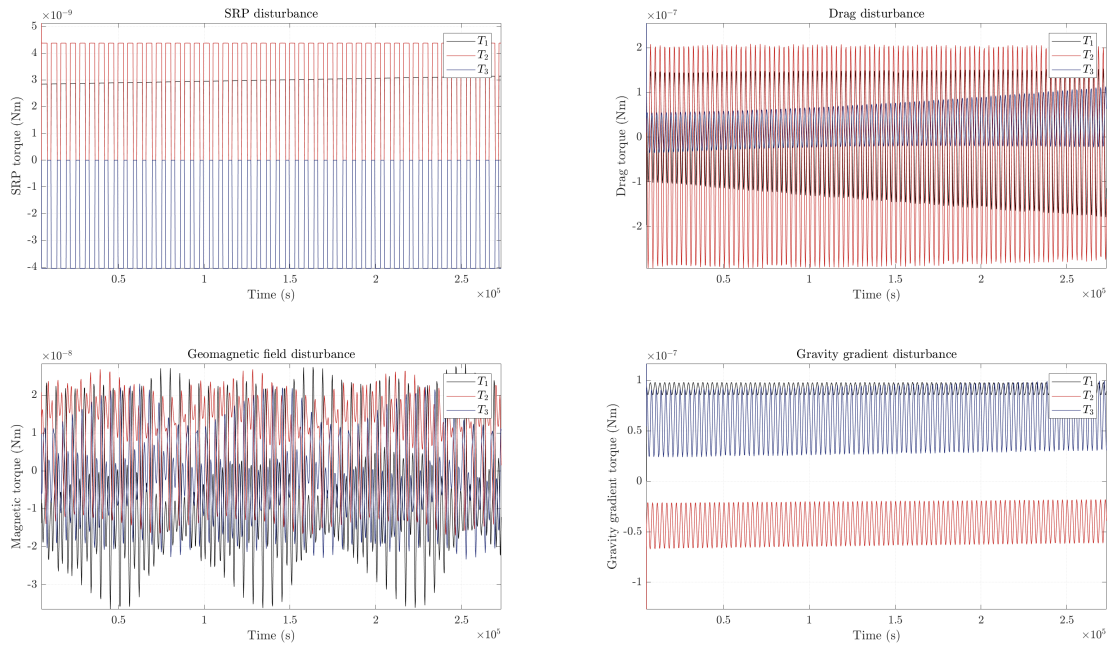 SRP disturbance
×10⁻⁹
5
4
3
2
1
0
-1
-2
-3
-4
SRP torque (Nm)
T₁
T₂
T₃
0.5
1
1.5
2
2.5
Time (s)
×10⁵
Drag disturbance
×10⁻⁷
2
1
0
-1
-2
Drag torque (Nm)
T₁
T₂
T₃
0.5
1
1.5
2
2.5
Time (s)
×10⁵
Geomagnetic field disturbance
×10⁻⁸
2
1
0
-1
-2
-3
Magnetic torque (Nm)
T₁
T₂
T₃
0.5
1
1.5
2
2.5
Time (s)
×10⁵
Gravity gradient disturbance
×10⁻⁷
1
0.5
0
-0.5
-1
Gravity gradient torque (Nm)
T₁
T₂
T₃
0.5
1
1.5
2
2.5
Time (s)
×10⁵